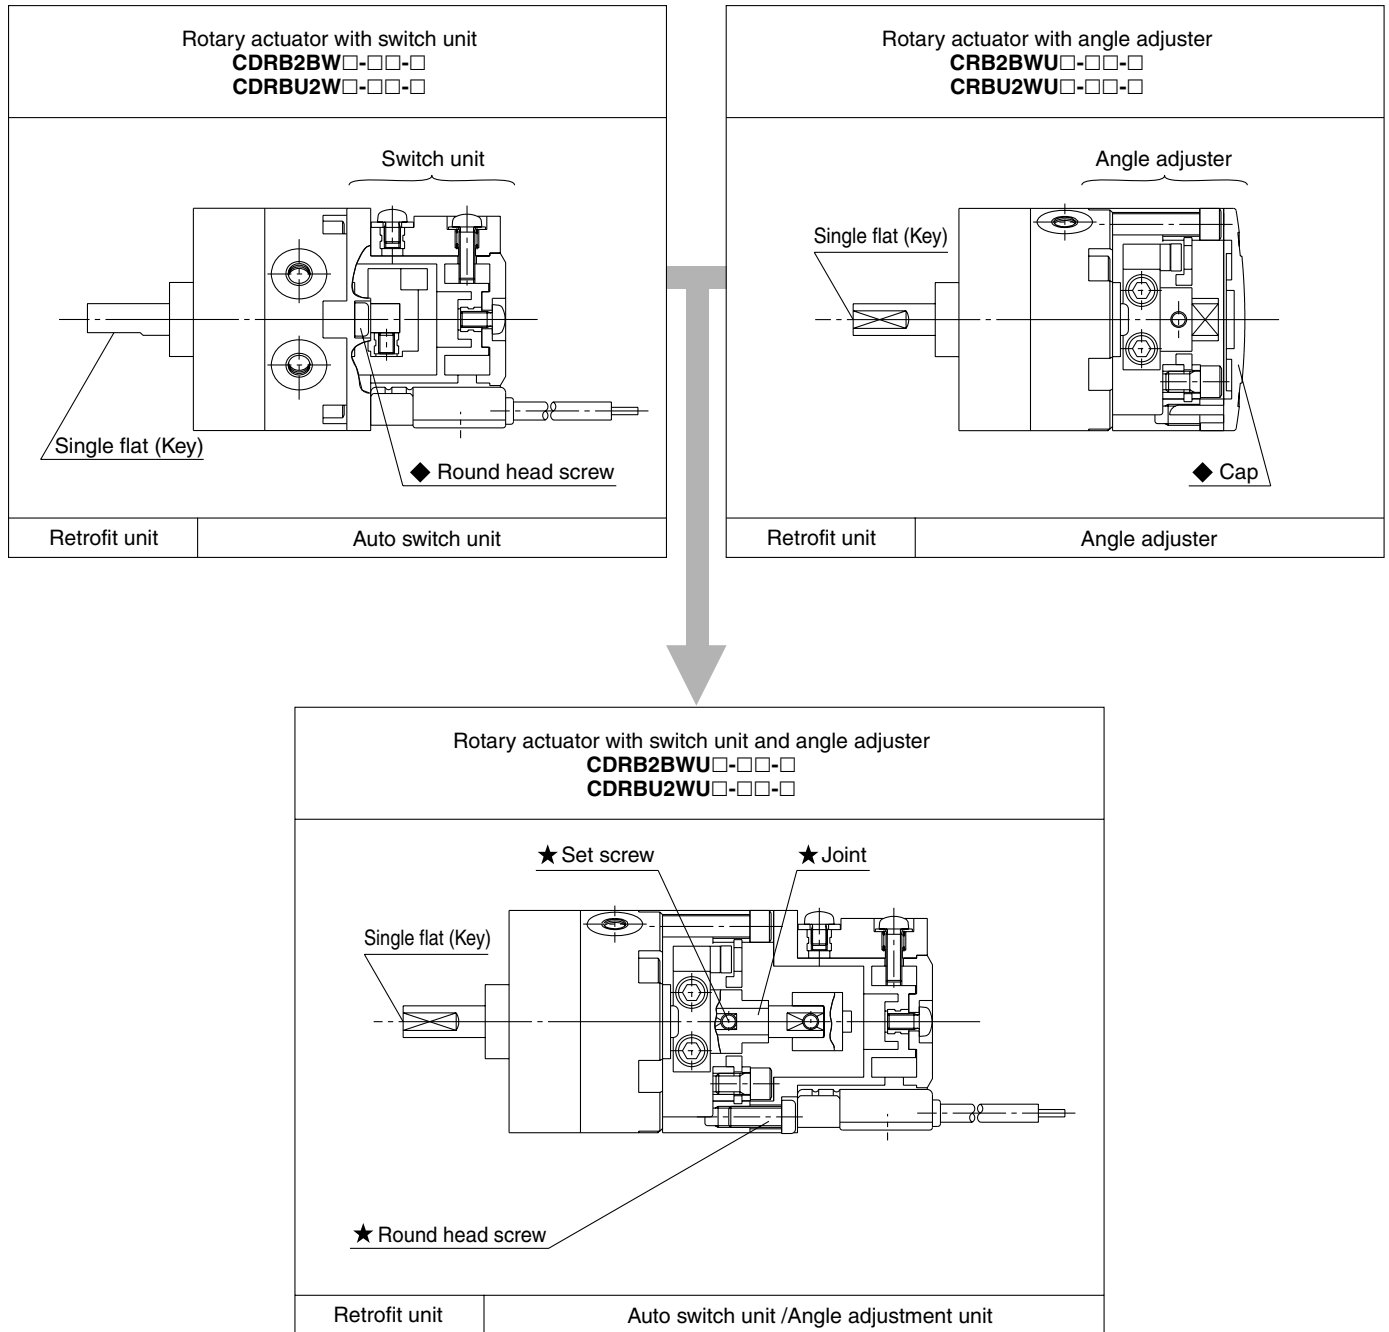 Rotary actuator with switch unit
CDRB2BW□-□□-□
CDRBU2W□-□□-□
Switch unit
Single flat (Key)
◆ Round head screw
Retrofit unit
Auto switch unit
Rotary actuator with angle adjuster
CRB2BWU□-□□-□
CRBU2WU□-□□-□
Angle adjuster
Single flat (Key)
◆ Cap
Retrofit unit
Angle adjuster
Rotary actuator with switch unit and angle adjuster
CDRB2BWU□-□□-□
CDRBU2WU□-□□-□
★ Set screw
★ Joint
Single flat (Key)
★ Round head screw
Retrofit unit
Auto switch unit /Angle adjustment unit